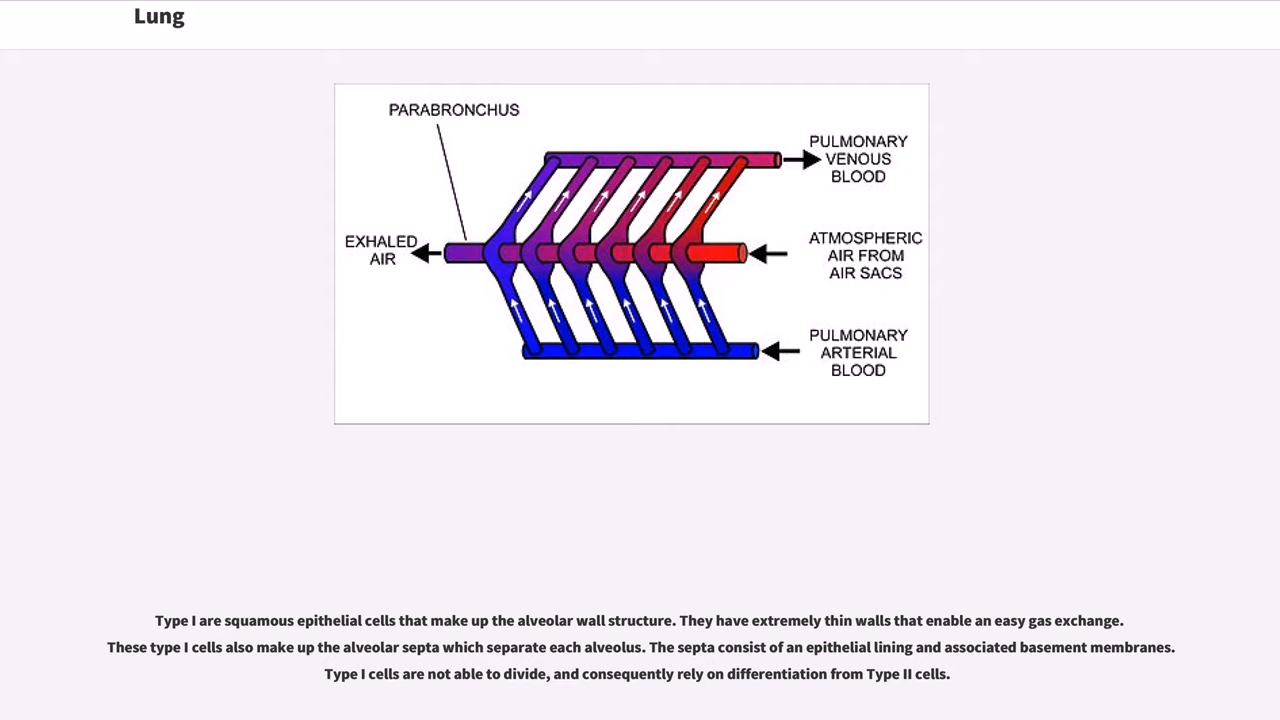 Lung
PARABRONCHUS
PULMONARY
VENOUS
BLOOD
EXHALED
AIR
ATMOSPHERIC
AIR FROM
AIR SACS
PULMONARY
ARTERIAL
BLOOD
Type I are squamous epithelial cells that make up the alveolar wall structure. They have extremely thin walls that enable an easy gas exchange.
These type I cells also make up the alveolar septa which separate each alveolus. The septa consist of an epithelial lining and associated basement membranes.
Type I cells are not able to divide, and consequently rely on differentiation from Type II cells.